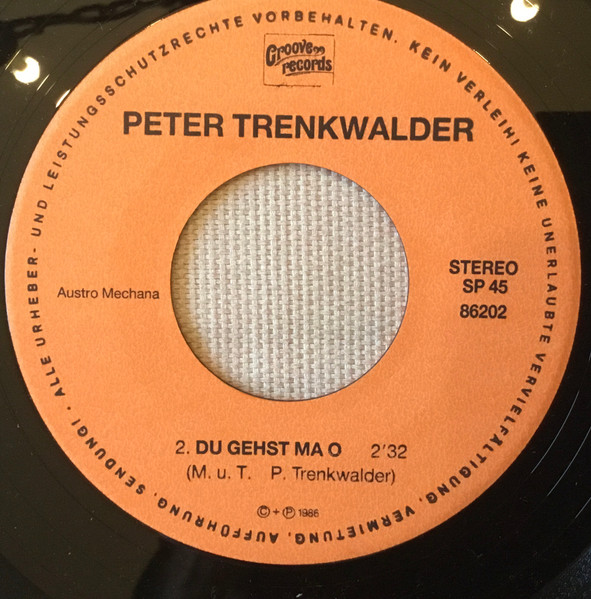 Groove records
PETER TRENKWALDER
Austro Mechana
STEREO
SP 45
86202
2. DU GEHST MA O 2'32
(M. u. T. P. Trenkwalder)
© + ℗ 1986
ALLE URHEBER- UND LEISTUNGSSCHUTZRECHTE VORBEHALTEN. KEIN VERLEIH! KEINE UNERLAUBTE VERVIELFÄLTIGUNG, VERMIETUNG, AUFFÜHRUNG, SENDUNG!